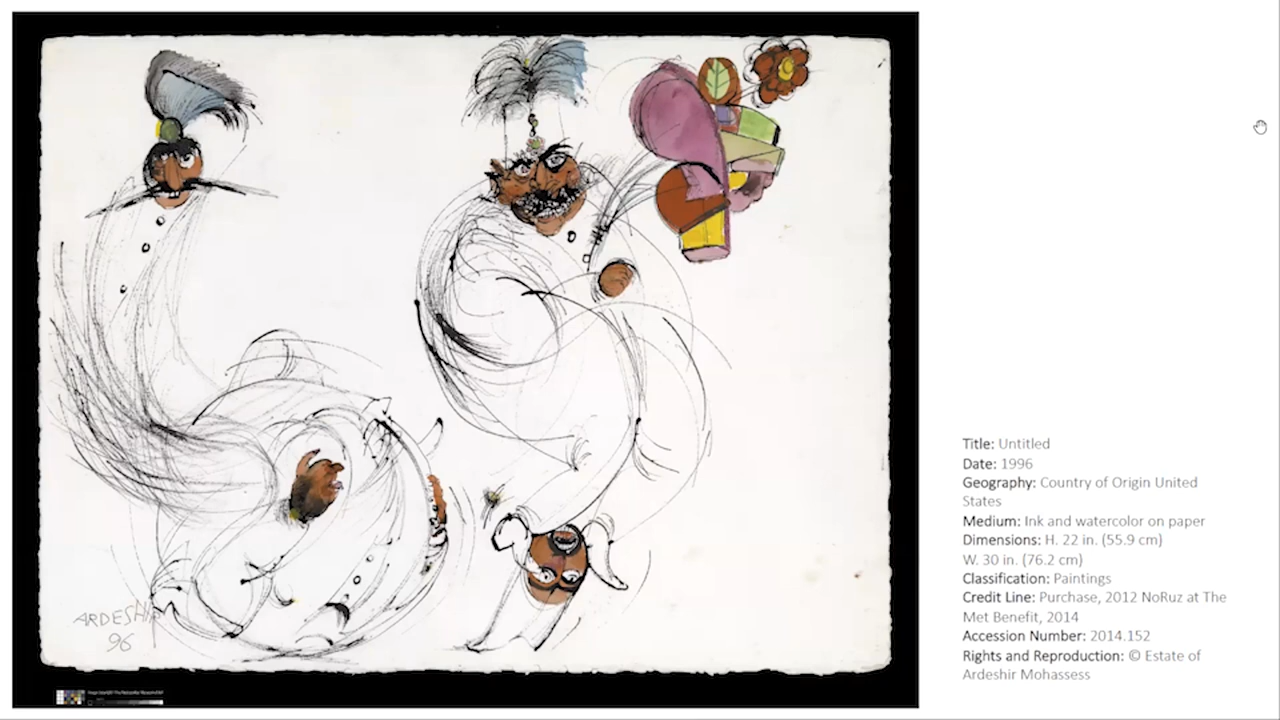 ARDESHIR
96
Title: Untitled
Date: 1996
Geography: Country of Origin United
States
Medium: Ink and watercolor on paper
Dimensions: H. 22 in. (55.9 cm)
W. 30 in. (76.2 cm)
Classification: Paintings
Credit Line: Purchase, 2012 NoRuz at The
Met Benefit, 2014
Accession Number: 2014.152
Rights and Reproduction: © Estate of
Ardeshir Mohassess